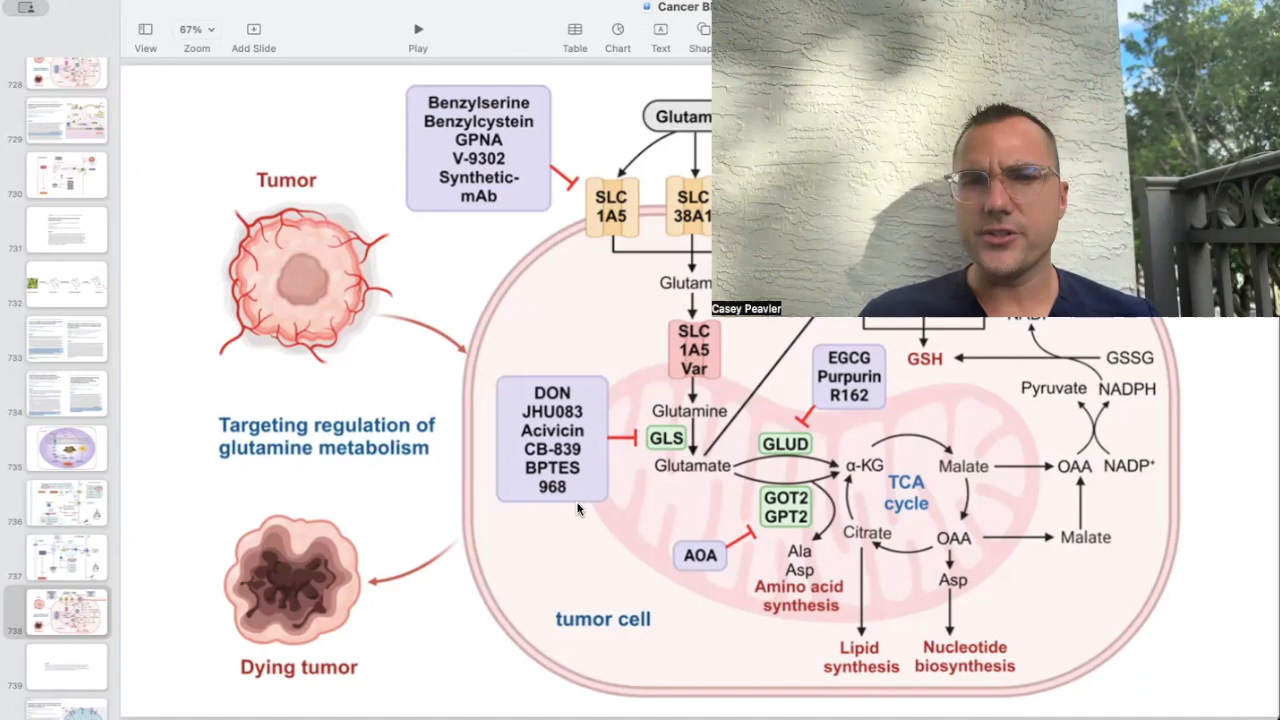 Cancer Bl
67%
View
Zoom
Add Slide
Play
Table
Chart
Text
Shap
728
729
730
731
732
733
734
735
736
737
738
739
Benzylserine
Benzylcystein
GPNA
V-9302
Synthetic-
mAb
Glutam
Tumor
SLC
1A5
SLC
38A1
Glutam
Casey Peavler
SLC
1A5
Var
EGCG
Purpurin
R162
GSH
GSSG
Pyruvate
NADPH
DON
JHU083
Acivicin
CB-839
BPTES
968
Glutamine
GLS
Glutamate
GLUD
α-KG
Malate
OAA
NADP+
TCA
cycle
Targeting regulation of
glutamine metabolism
GOT2
GPT2
Citrate
OAA
Malate
AOA
Ala
Asp
Amino acid
synthesis
Asp
tumor cell
Lipid
synthesis
Nucleotide
biosynthesis
Dying tumor